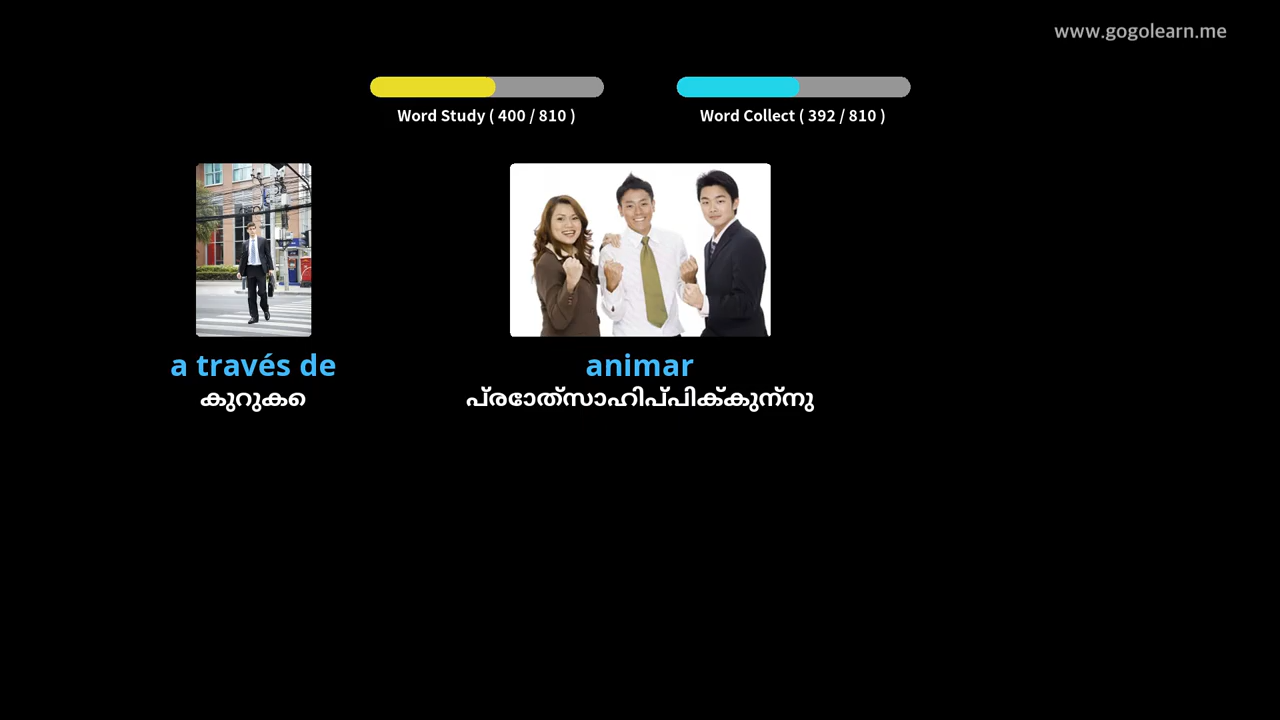 www.gogolearn.me
Word Study ( 400 / 810 )
Word Collect ( 392 / 810 )
a través de
കുറുകെ
animar
പ്രോത്സാഹിപ്പിക്കുന്നു